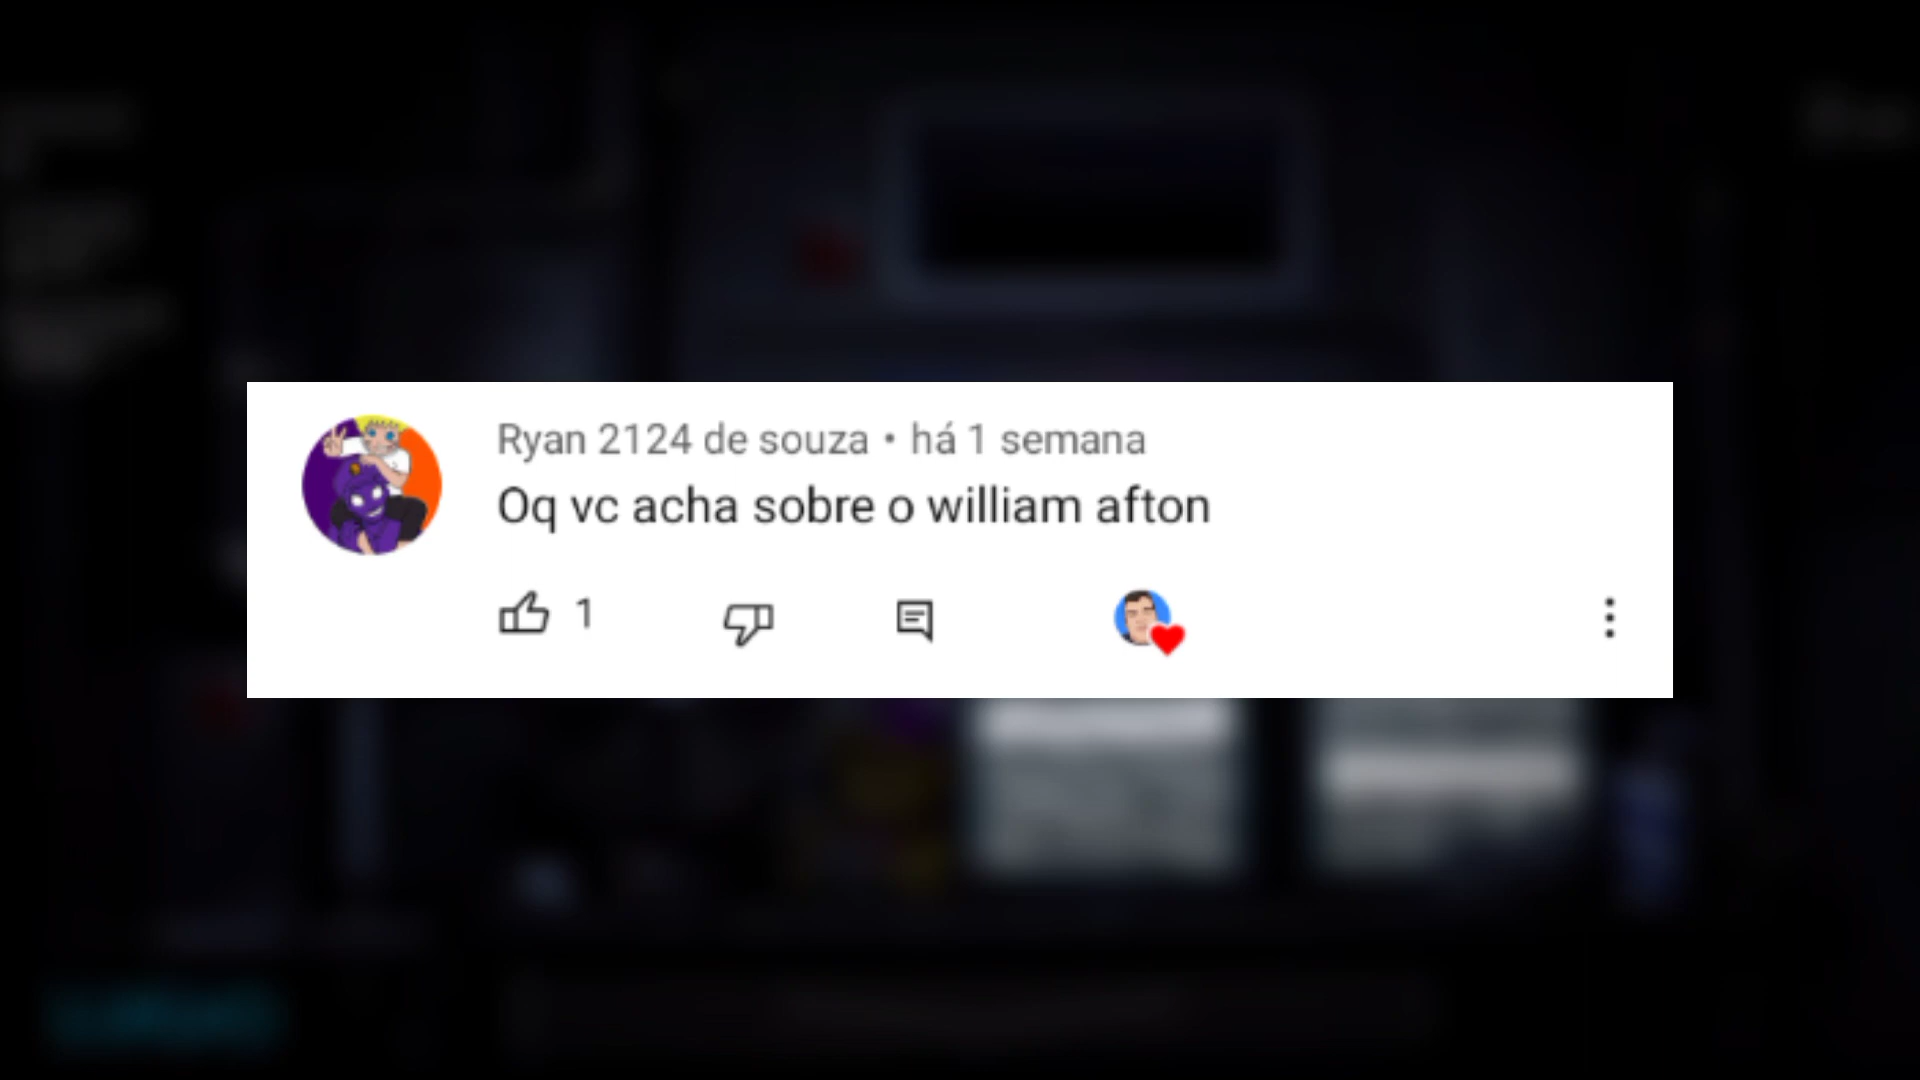 Ryan 2124 de souza • há 1 semana
Oq vc acha sobre o william afton
1